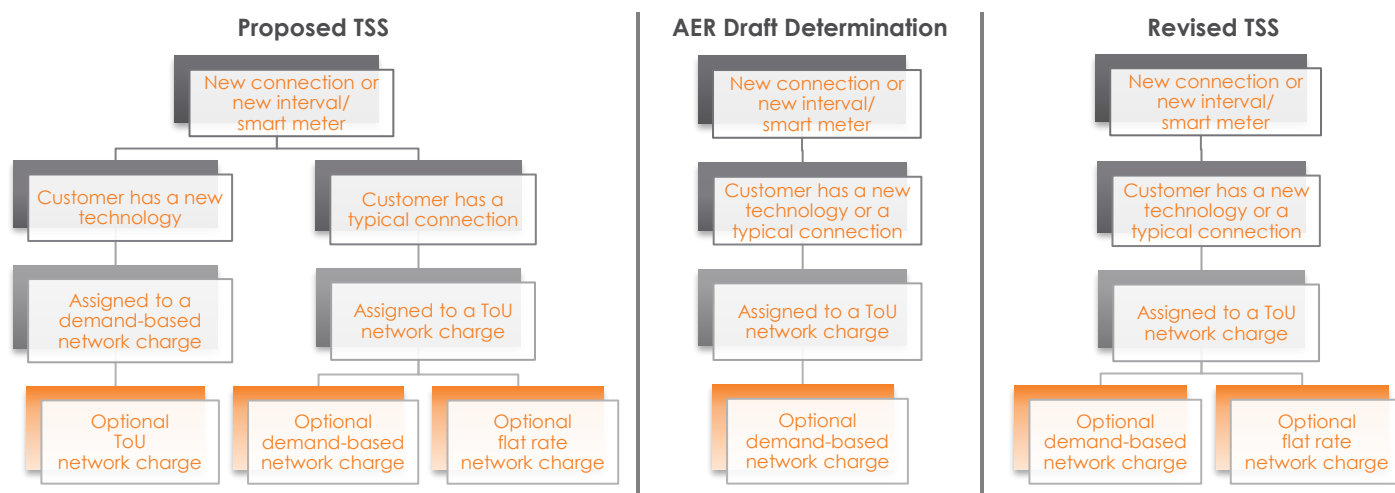 Proposed TSS
New connection or
new interval/
smart meter
Customer has a new
technology
Customer has a
typical connection
Assigned to a
demand-based
network charge
Assigned to a ToU
network charge
Optional
ToU
network charge
Optional
demand-based
network charge
Optional
flat rate
network charge
AER Draft Determination
New connection or
new interval/
smart meter
Customer has a new
technology or a
typical connection
Assigned to a ToU
network charge
Optional
demand-based
network charge
Revised TSS
New connection or
new interval/
smart meter
Customer has a new
technology or a
typical connection
Assigned to a ToU
network charge
Optional
demand-based
network charge
Optional
flat rate
network charge